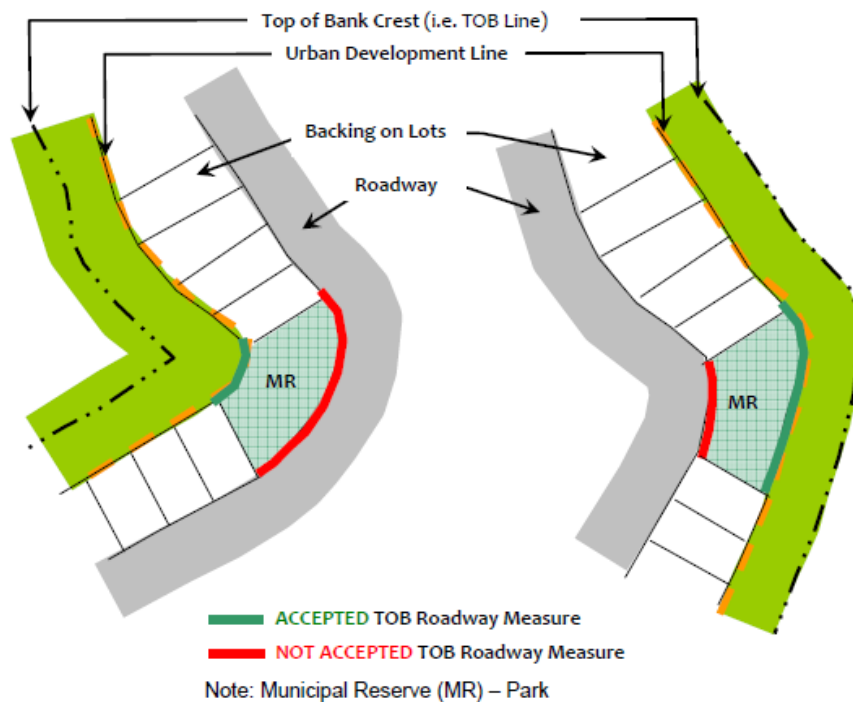 Top of Bank Crest (i.e. TOB Line)
Urban Development Line
Backing on Lots
Roadway
MR
MR
ACCEPTED TOB Roadway Measure
NOT ACCEPTED TOB Roadway Measure
Note: Municipal Reserve (MR) – Park